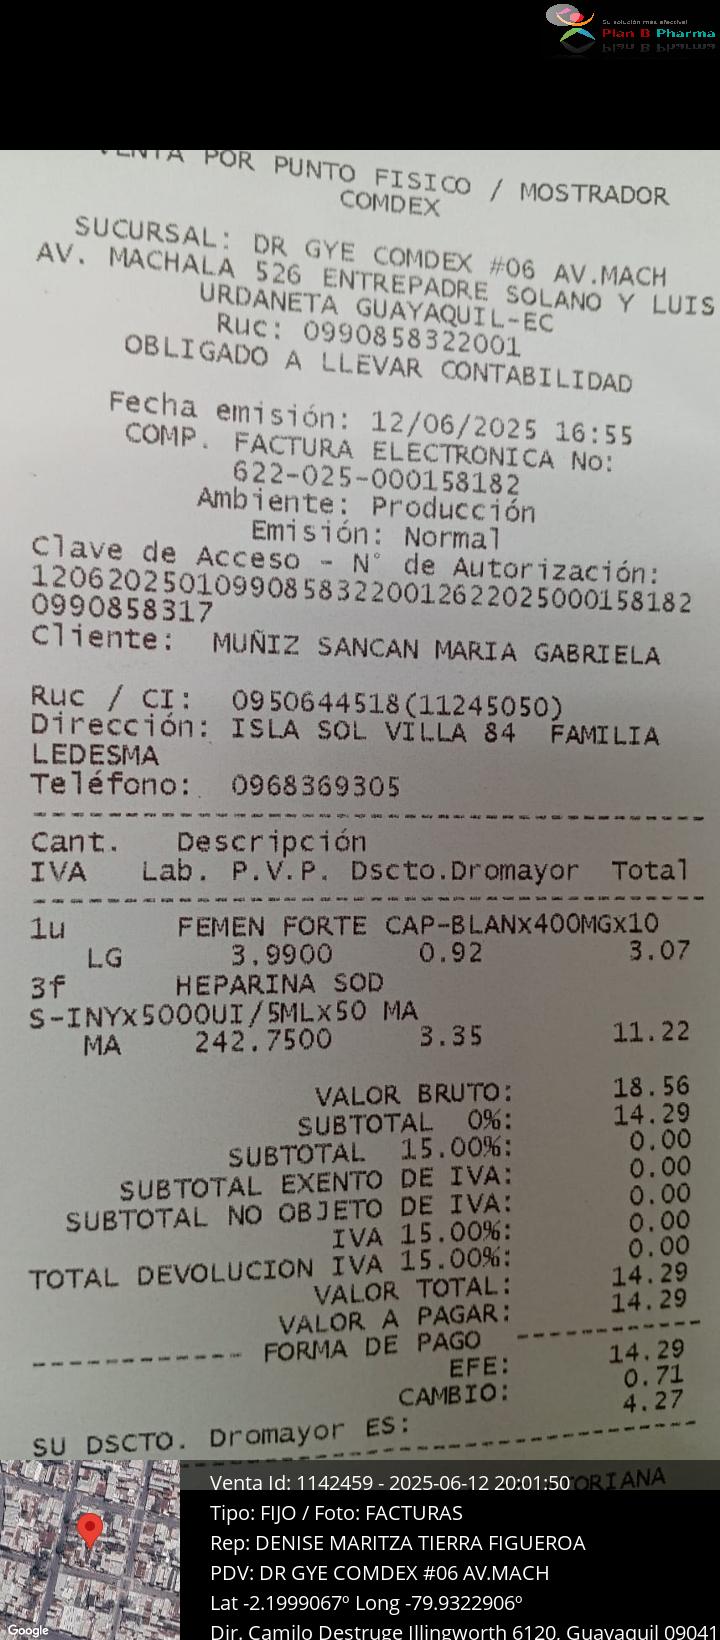 Su solución mas efectiva!
Plan B Pharma
VENTA POR PUNTO FISICO / MOSTRADOR
COMDEX
SUCURSAL: DR GYE COMDEX #06 AV.MACH
AV. MACHALA 526 ENTREPADRE SOLANO Y LUIS
URDANETA GUAYAQUIL-EC
Ruc: 0990858322001
OBLIGADO A LLEVAR CONTABILIDAD
Fecha emisión: 12/06/2025 16:55
COMP. FACTURA ELECTRONICA No:
622-025-000158182
Ambiente: Producción
Emisión: Normal
Clave de Acceso - N° de Autorización:
120620250109908583220012622025000158182
0990858317
Cliente: MUÑIZ SANCAN MARIA GABRIELA
Ruc / CI: 0950644518(11245050)
Dirección: ISLA SOL VILLA 84 FAMILIA
LEDESMA
Teléfono: 0968369305
Cant. Descripción
IVA Lab. P.V.P. Dscto.Dromayor Total
1u FEMEN FORTE CAP-BLANx400MGx10
LG 3.9900 0.92 3.07
3f HEPARINA SOD
S-INYx5000UI/5MLx50 MA
MA 242.7500 3.35 11.22
VALOR BRUTO: 18.56
SUBTOTAL 0%: 14.29
SUBTOTAL 15.00%: 0.00
SUBTOTAL EXENTO DE IVA: 0.00
SUBTOTAL NO OBJETO DE IVA: 0.00
IVA 15.00%: 0.00
TOTAL DEVOLUCION IVA 15.00%: 0.00
VALOR TOTAL: 14.29
VALOR A PAGAR: 14.29
------------ FORMA DE PAGO ------------
EFE: 14.29
CAMBIO: 0.71
SU DSCTO. Dromayor ES: 4.27
ORIANA
Venta Id: 1142459 - 2025-06-12 20:01:50
Tipo: FIJO / Foto: FACTURAS
Rep: DENISE MARITZA TIERRA FIGUEROA
PDV: DR GYE COMDEX #06 AV.MACH
Lat -2.1999067º Long -79.9322906º
Dir. Camilo Destruge Illingworth 6120, Guayaquil 09041
Google